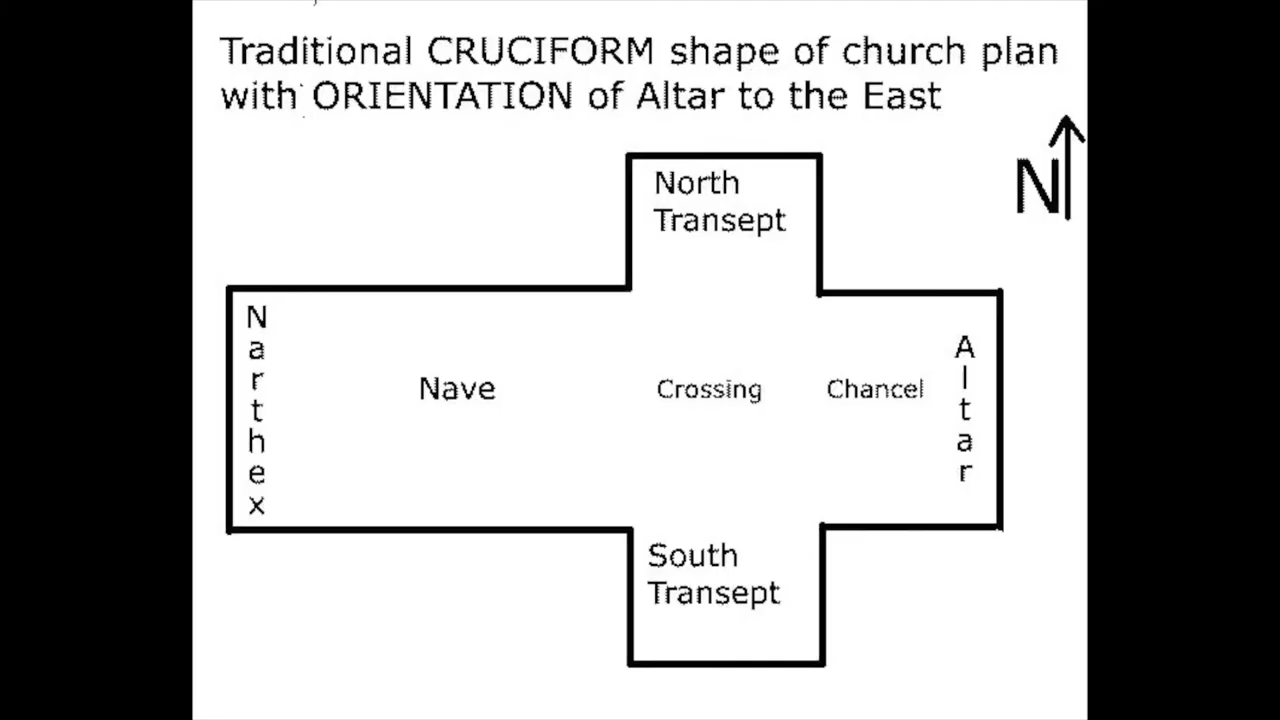 Traditional CRUCIFORM shape of church plan
with ORIENTATION of Altar to the East
N
North
Transept
Narthex
Nave
Crossing
Chancel
Altar
South
Transept